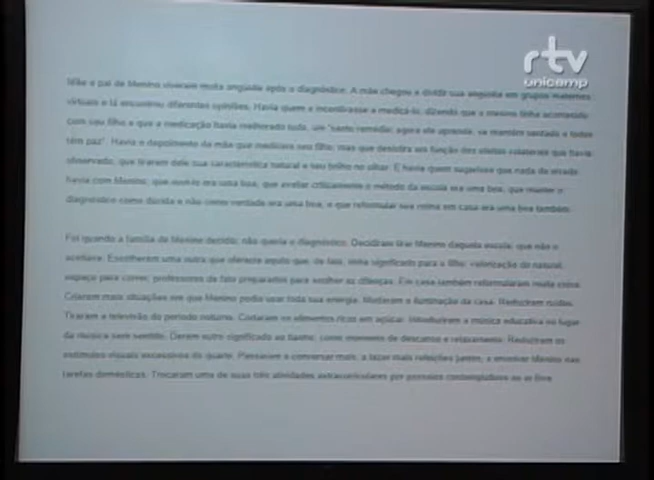 rtv
unicamp
Mãe e pai de Menino viveram muita angústia após o diagnóstico. A mãe chegou a dividir sua angústia em grupos maternos
virtuais e lá encontrou diferentes opiniões. Havia quem a incentivasse a medicá-lo, dizendo que o mesmo tinha acontecido
com seu filho e que a medicação havia melhorado tudo, um "santo remédio: agora ele aprende, se mantém sentado e todos
têm paz". Havia o depoimento da mãe que medicou seu filho, mas que desistira em função dos efeitos colaterais que havia
observado, que tiraram dele sua característica natural e seu brilho no olhar. E havia quem sugerisse que nada de errado
havia com Menino, que ouvi-lo era uma boa, que avaliar criticamente o método da escola era uma boa, que manter o
diagnóstico como dúvida e não como verdade era uma boa, e que reformular sua rotina em casa era uma boa também.
Foi quando a família de Menino decidiu: não queria o diagnóstico. Decidiram tirar Menino daquela escola, que não o
aceitava. Escolheram uma outra que oferecia aquilo que, de fato, tinha significado para o filho: valorização do natural,
espaço para correr, professores de fato preparados para acolher as diferenças. Em casa também reformularam muita coisa.
Criaram mais situações em que Menino podia usar toda sua energia. Mudaram a iluminação da casa. Reduziram ruídos.
Tiraram a televisão do período noturno. Cortaram os elementos ricos em açúcar. Introduziram a música educativa no lugar
da música sem sentido. Deram outro significado ao banho, como momento de descanso e relaxamento. Reduziram os
estímulos visuais excessivos do quarto. Passaram a conversar mais, a fazer mais refeições juntos, a envolver Menino nas
tarefas domésticas. Trocaram uma de suas três atividades extracurriculares por passeios contemplativos ao ar livre